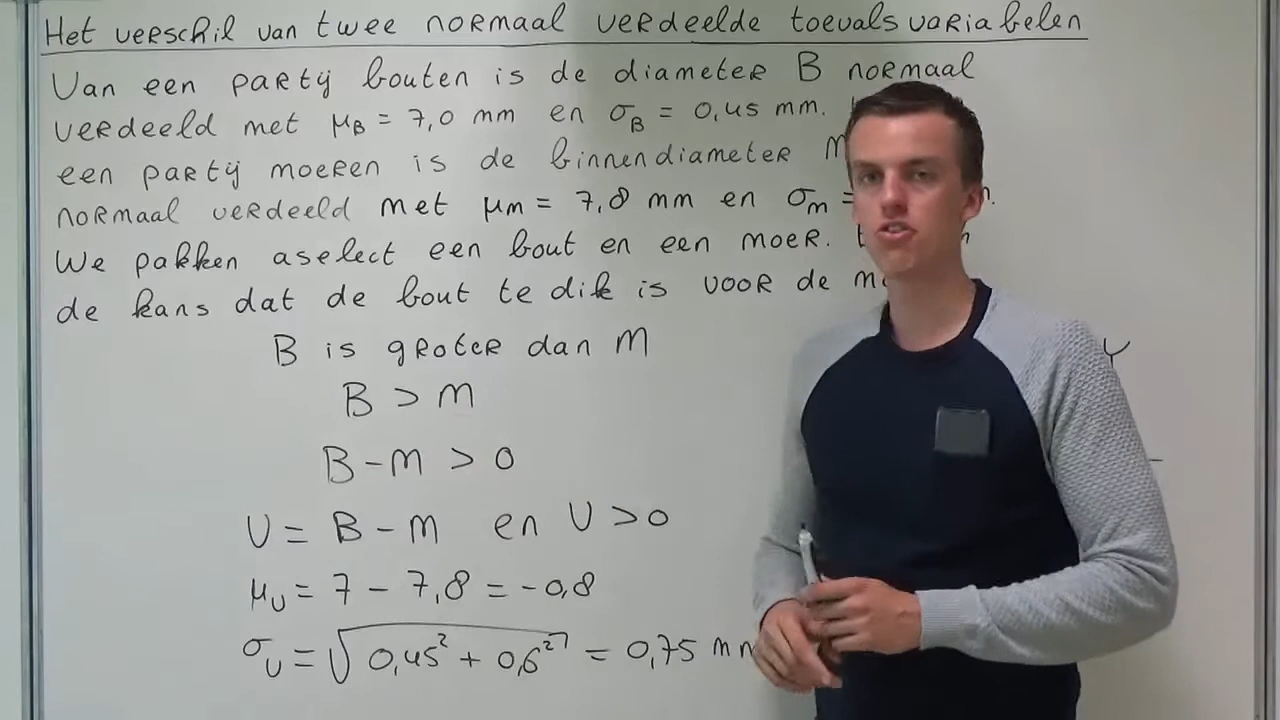 Het verschil van twee normaal verdeelde toevalsvariabelen
Van een partij bouten is de diameter B normaal
verdeeld met μB = 7,0 mm en σB = 0,45 mm.
een partij moeren is de binnendiameter M
normaal verdeeld met μm = 7,8 mm en σm =
We pakken aselect een bout en een moer.
de kans dat de bout te dik is voor de
B is groter dan M
B > M
B - M > 0
V = B - M en V > 0
μV = 7 - 7,8 = -0,8
σV = √0,45² + 0,6² = 0,75 mm